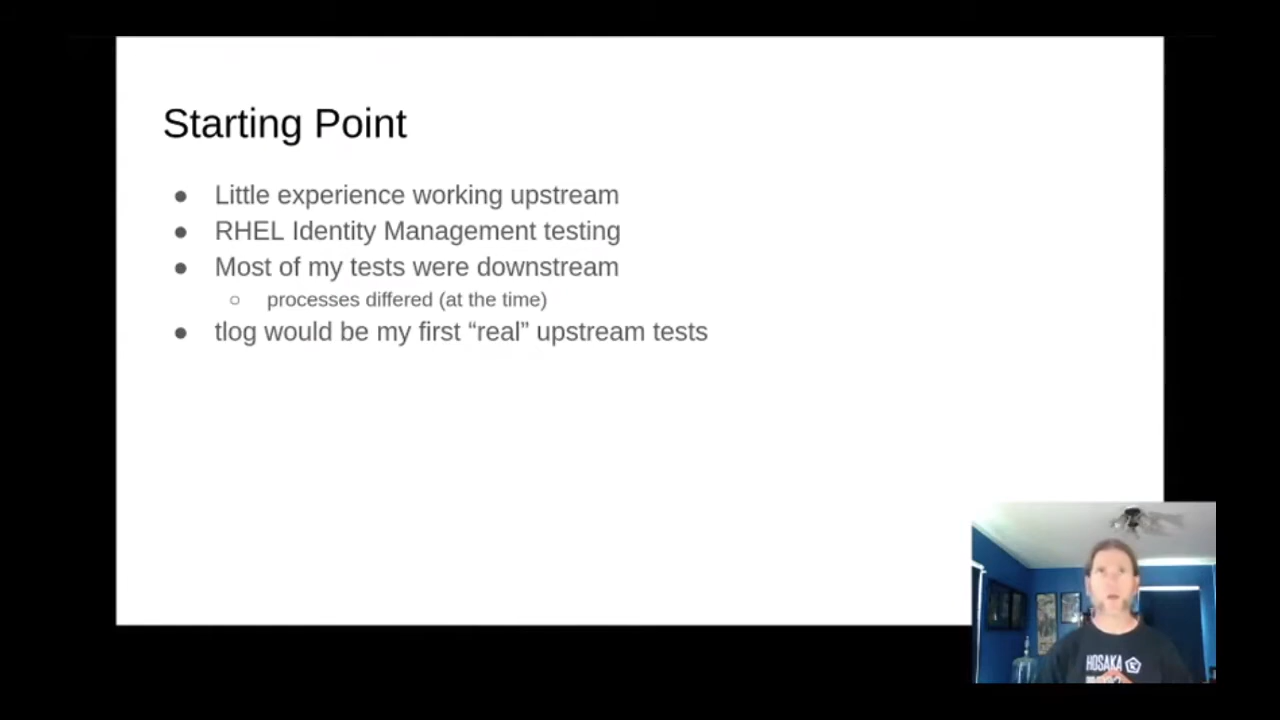 Starting Point
● Little experience working upstream
● RHEL Identity Management testing
● Most of my tests were downstream
○ processes differed (at the time)
● tlog would be my first “real” upstream tests
HOSAKA